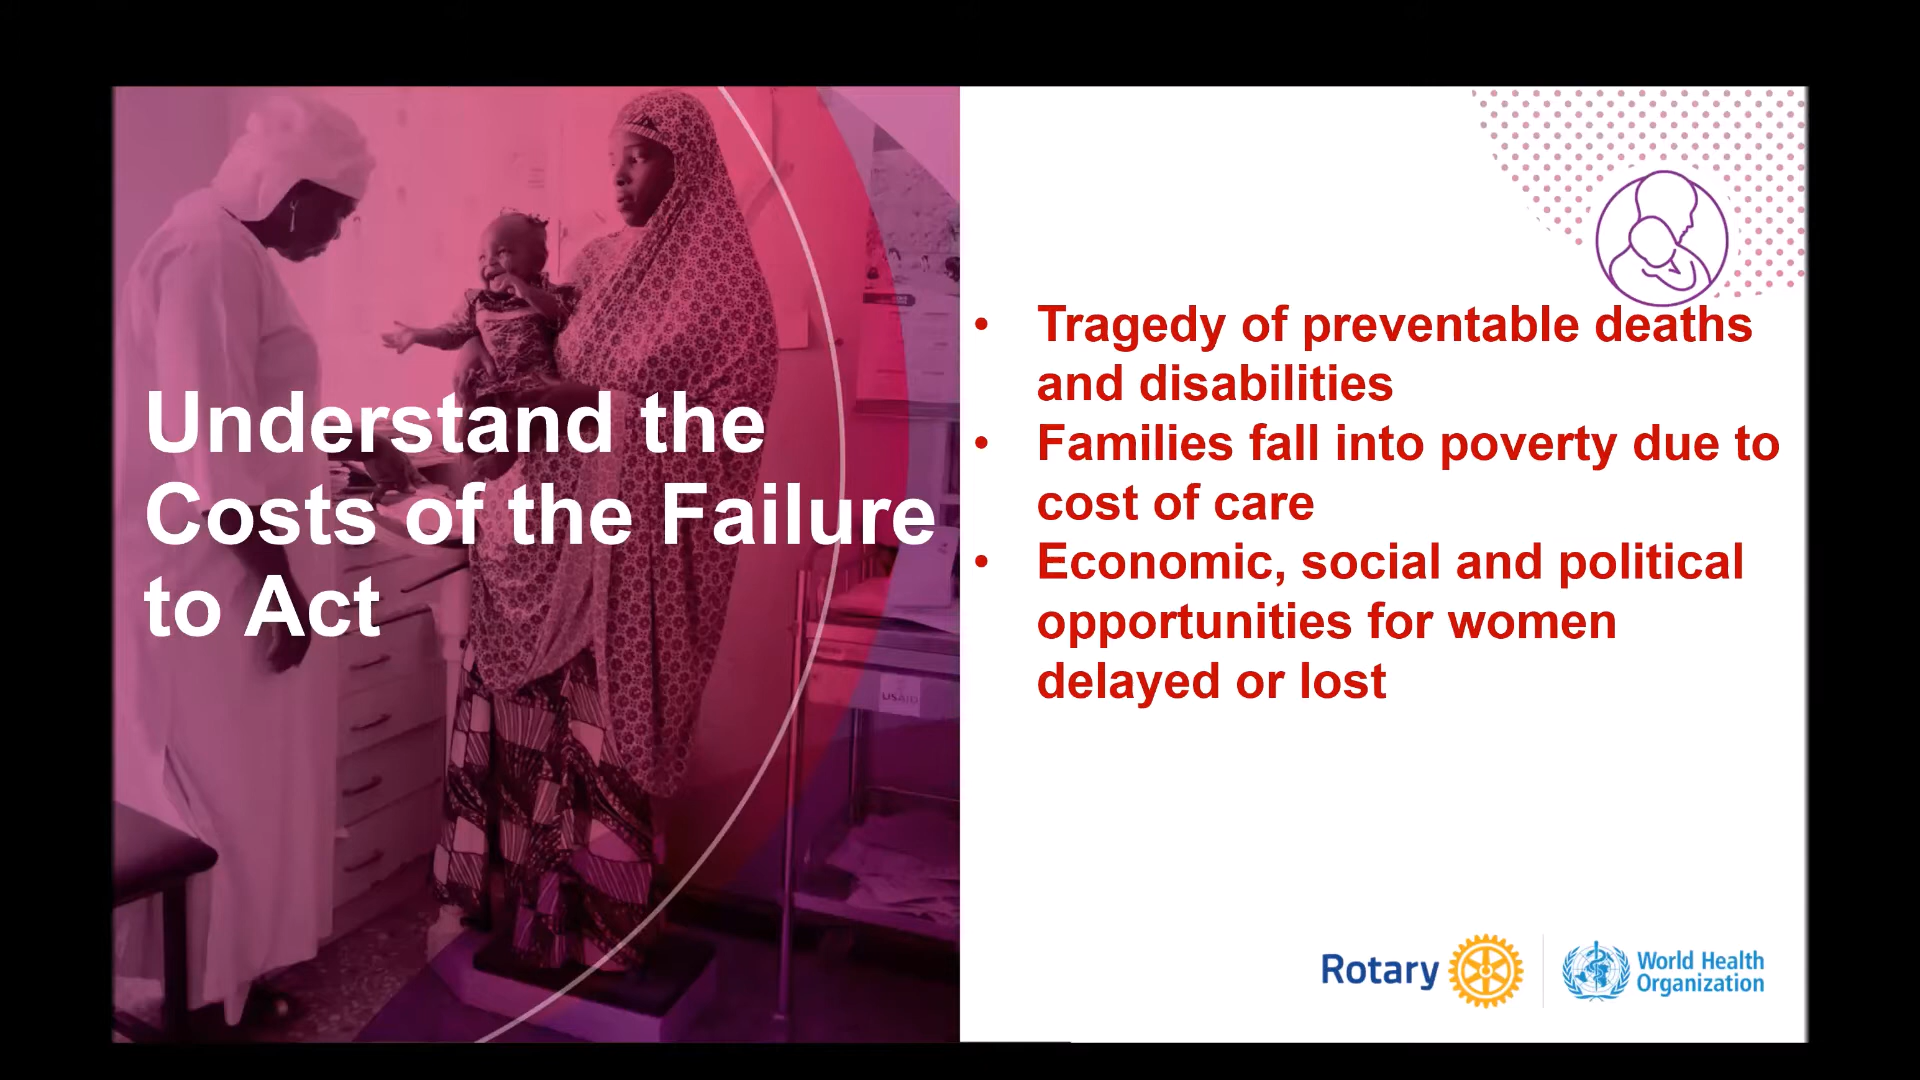 Understand the
Costs of the Failure
to Act
• Tragedy of preventable deaths
and disabilities
• Families fall into poverty due to
cost of care
• Economic, social and political
opportunities for women
delayed or lost
USAID
Rotary
World Health
Organization